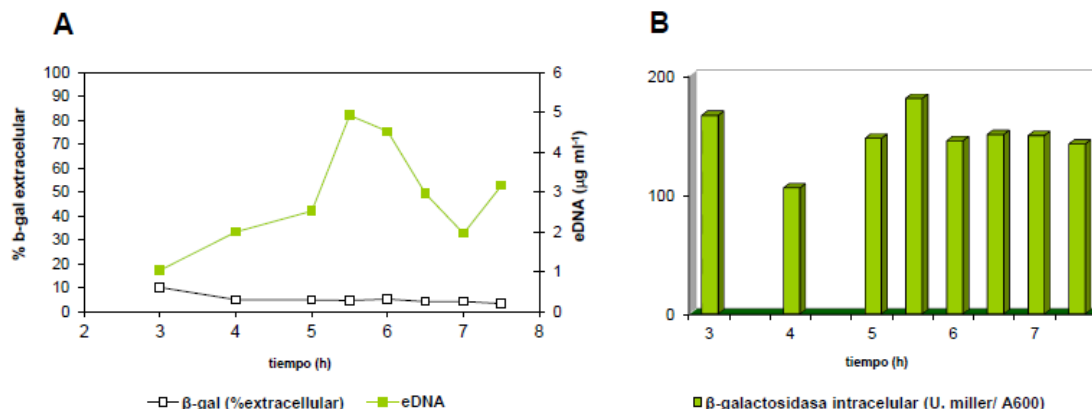 A
B
100
90
80
70
60
50
40
30
20
10
0
% b-gal extracelular
6
5
4
3
2
1
0
eDNA (µg ml⁻¹)
2 3 4 5 6 7 8
tiempo (h)
β-gal (%extracellular) eDNA
200
100
0
3 4 5 6 7
tiempo (h)
β-galactosidasa intracelular (U. miller/ A600)